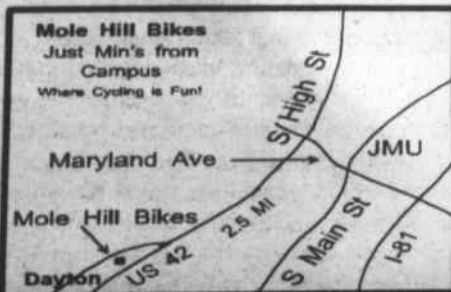 Mole Hill Bikes
Just Min's from
Campus
Where Cycling is Fun!
S/High St
Maryland Ave
JMU
Mole Hill Bikes
2.5 MI
US 42
S Main St
I-81
Dayton